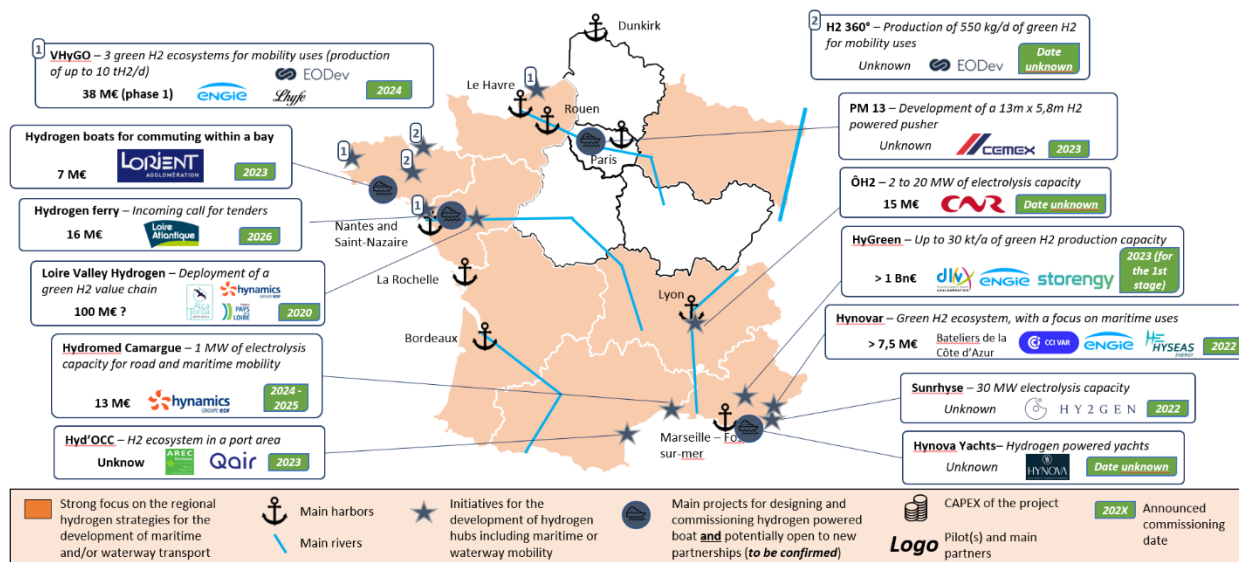 1
VHyGO – 3 green H2 ecosystems for mobility uses (production
of up to 10 tH2/d)
EODev
38 M€ (phase 1)
ENGIE
Lhyfe
2024
Hydrogen boats for commuting within a bay
LORIENT
AGGLOMÉRATION
7 M€
2023
Hydrogen ferry – Incoming call for tenders
16 M€
Loire
Atlantique
2026
Loire Valley Hydrogen – Deployment of a
green H2 value chain
hynamics
GROUPE EDF
PAYS
LOIRE
100 M€ ?
2020
Hydromed Camargue – 1 MW of electrolysis
capacity for road and maritime mobility
13 M€
hynamics
GROUPE EDF
2024 -
2025
Hyd’OCC – H2 ecosystem in a port area
Unknow
AREC
Qair
2023
Dunkirk
Le Havre
1
Rouen
Paris
1
2
2
1
Nantes and
Saint-Nazaire
La Rochelle
Bordeaux
Lyon
Marseille – Fos
sur-mer
2
H2 360° – Production of 550 kg/d of green H2
for mobility uses
Unknown
EODev
Date
unknown
PM 13 – Development of a 13m x 5,8m H2
powered pusher
Unknown
CEMEX
2023
ÔH2 – 2 to 20 MW of electrolysis capacity
15 M€
CNR
Date unknown
HyGreen – Up to 30 kt/a of green H2 production capacity
> 1 Bn€
dlva
AGGLOMÉRATION
ENGIE
storengy
2023 (for
the 1st
stage)
Hynovar – Green H2 ecosystem, with a focus on maritime uses
> 7,5 M€
Bateliers de la
Côte d’Azur
CCI VAR
ENGIE
HYSEAS
ENERGY
2022
Sunrhyse – 30 MW electrolysis capacity
Unknown
HY2GEN
2022
Hynova Yachts– Hydrogen powered yachts
Unknown
HYNOVA
Date unknown
Strong focus on the regional
hydrogen strategies for the
development of maritime
and/or waterway transport
Main harbors
Main rivers
Initiatives for the
development of hydrogen
hubs including maritime or
waterway mobility
Main projects for designing and
commissioning hydrogen powered
boat and potentially open to new
partnerships (to be confirmed)
CAPEX of the project
Logo
Pilot(s) and main
partners
202X
Announced
commissioning
date